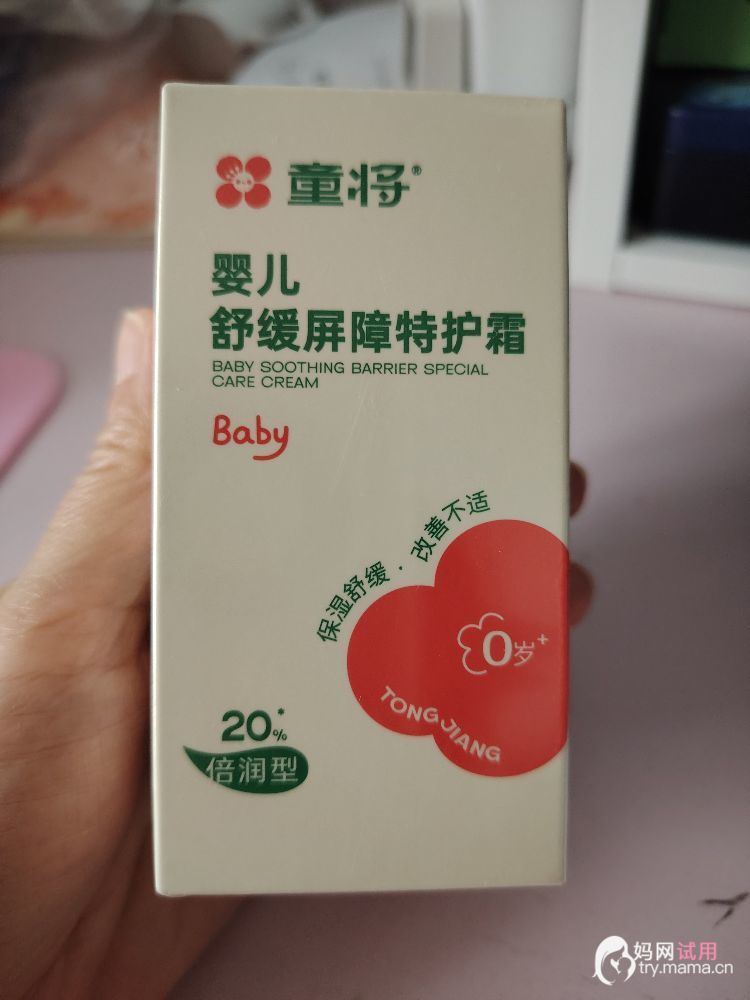 童将®
婴儿
舒缓屏障特护霜
BABY SOOTHING BARRIER SPECIAL
CARE CREAM
Baby
保湿舒缓·改善不适
0岁+
TONG JIANG
20%*
倍润型
妈网试用
try.mama.cn